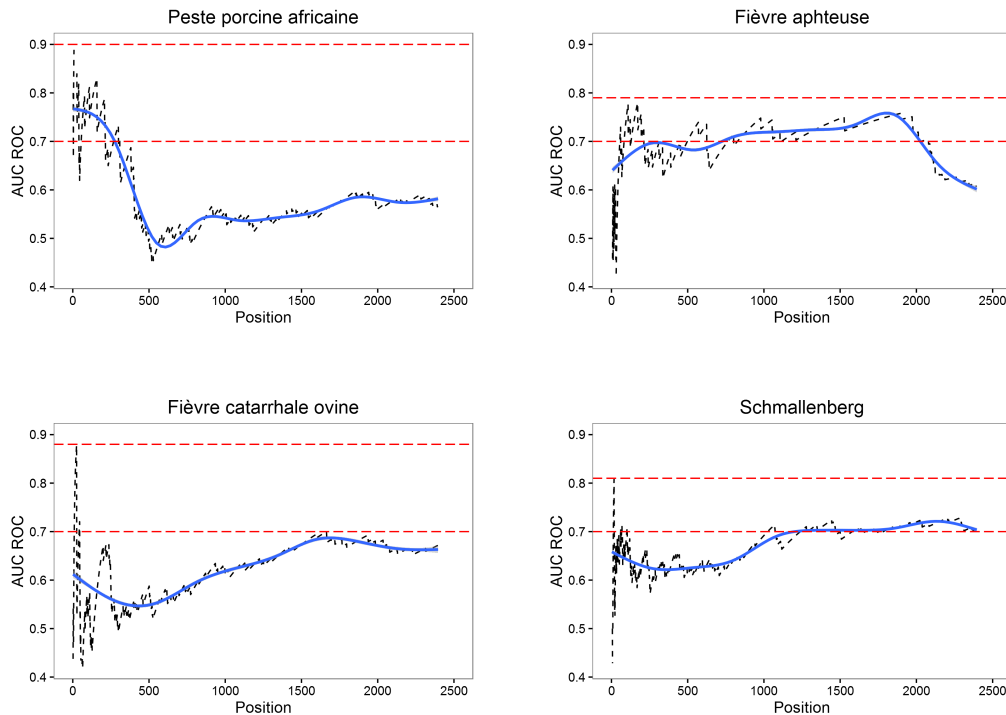 Peste porcine africaine
0.9
0.8
0.7
0.6
0.5
0.4
AUC ROC
0 500 1000 1500 2000 2500
Position
Fièvre aphteuse
0.9
0.8
0.7
0.6
0.5
0.4
AUC ROC
0 500 1000 1500 2000 2500
Position
Fièvre catarrhale ovine
0.9
0.8
0.7
0.6
0.5
0.4
AUC ROC
0 500 1000 1500 2000 2500
Position
Schmallenberg
0.9
0.8
0.7
0.6
0.5
0.4
AUC ROC
0 500 1000 1500 2000 2500
Position